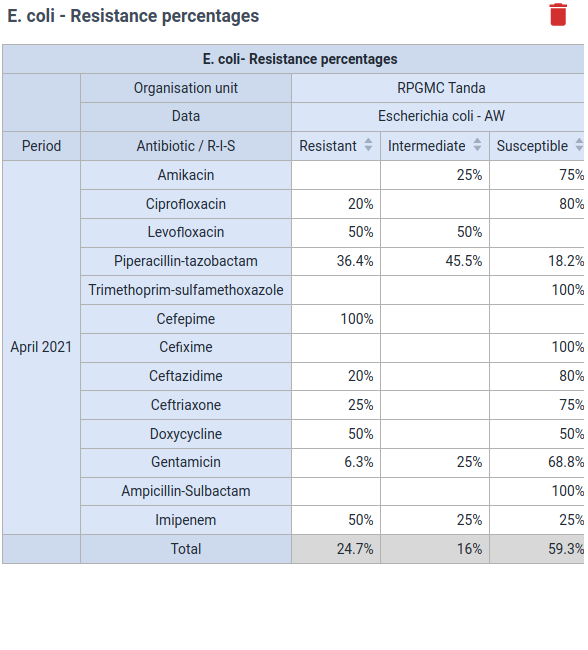 E. coli - Resistance percentages
E. coli- Resistance percentages
Organisation unit RPGMC Tanda
Data Escherichia coli - AW
Period Antibiotic / R-I-S Resistant Intermediate Susceptible
Amikacin 25% 75%
Ciprofloxacin 20% 80%
Levofloxacin 50% 50%
Piperacillin-tazobactam 36.4% 45.5% 18.2%
Trimethoprim-sulfamethoxazole 100%
Cefepime 100%
April 2021 Cefixime 100%
Ceftazidime 20% 80%
Ceftriaxone 25% 75%
Doxycycline 50% 50%
Gentamicin 6.3% 25% 68.8%
Ampicillin-Sulbactam 100%
Imipenem 50% 25% 25%
Total 24.7% 16% 59.3%